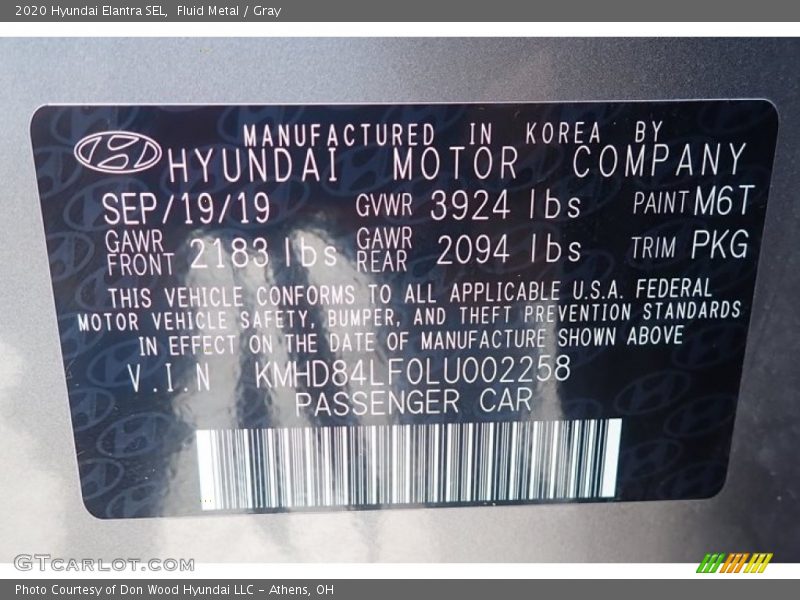 2020 Hyundai Elantra SEL, Fluid Metal / Gray
MANUFACTURED IN KOREA BY
HYUNDAI MOTOR COMPANY
SEP/19/19 GVWR 3924 lbs PAINT M6T
GAWR FRONT 2183 lbs GAWR REAR 2094 lbs TRIM PKG
THIS VEHICLE CONFORMS TO ALL APPLICABLE U.S.A. FEDERAL
MOTOR VEHICLE SAFETY, BUMPER, AND THEFT PREVENTION STANDARDS
IN EFFECT ON THE DATE OF MANUFACTURE SHOWN ABOVE
V.I.N KMHD84LF0LU002258
PASSENGER CAR
GTcarlot.com
Photo Courtesy of Don Wood Hyundai LLC - Athens, OH